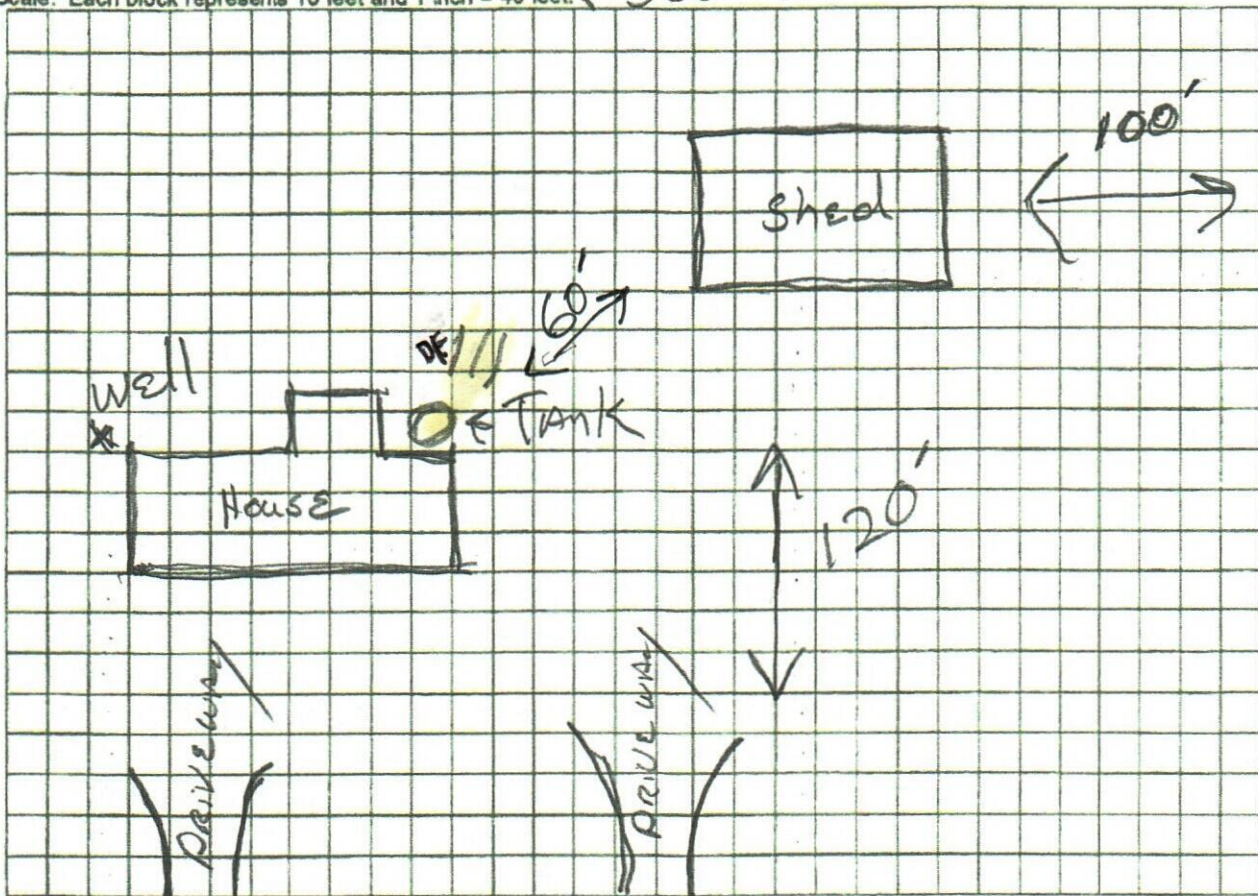 Scale: Each block represents 10 feet and 1 inch = 40 feet.
100'
Shed
60'
DF
Well
X
← Tank
House
120'
DRIVEWAY
DRIVEWAY